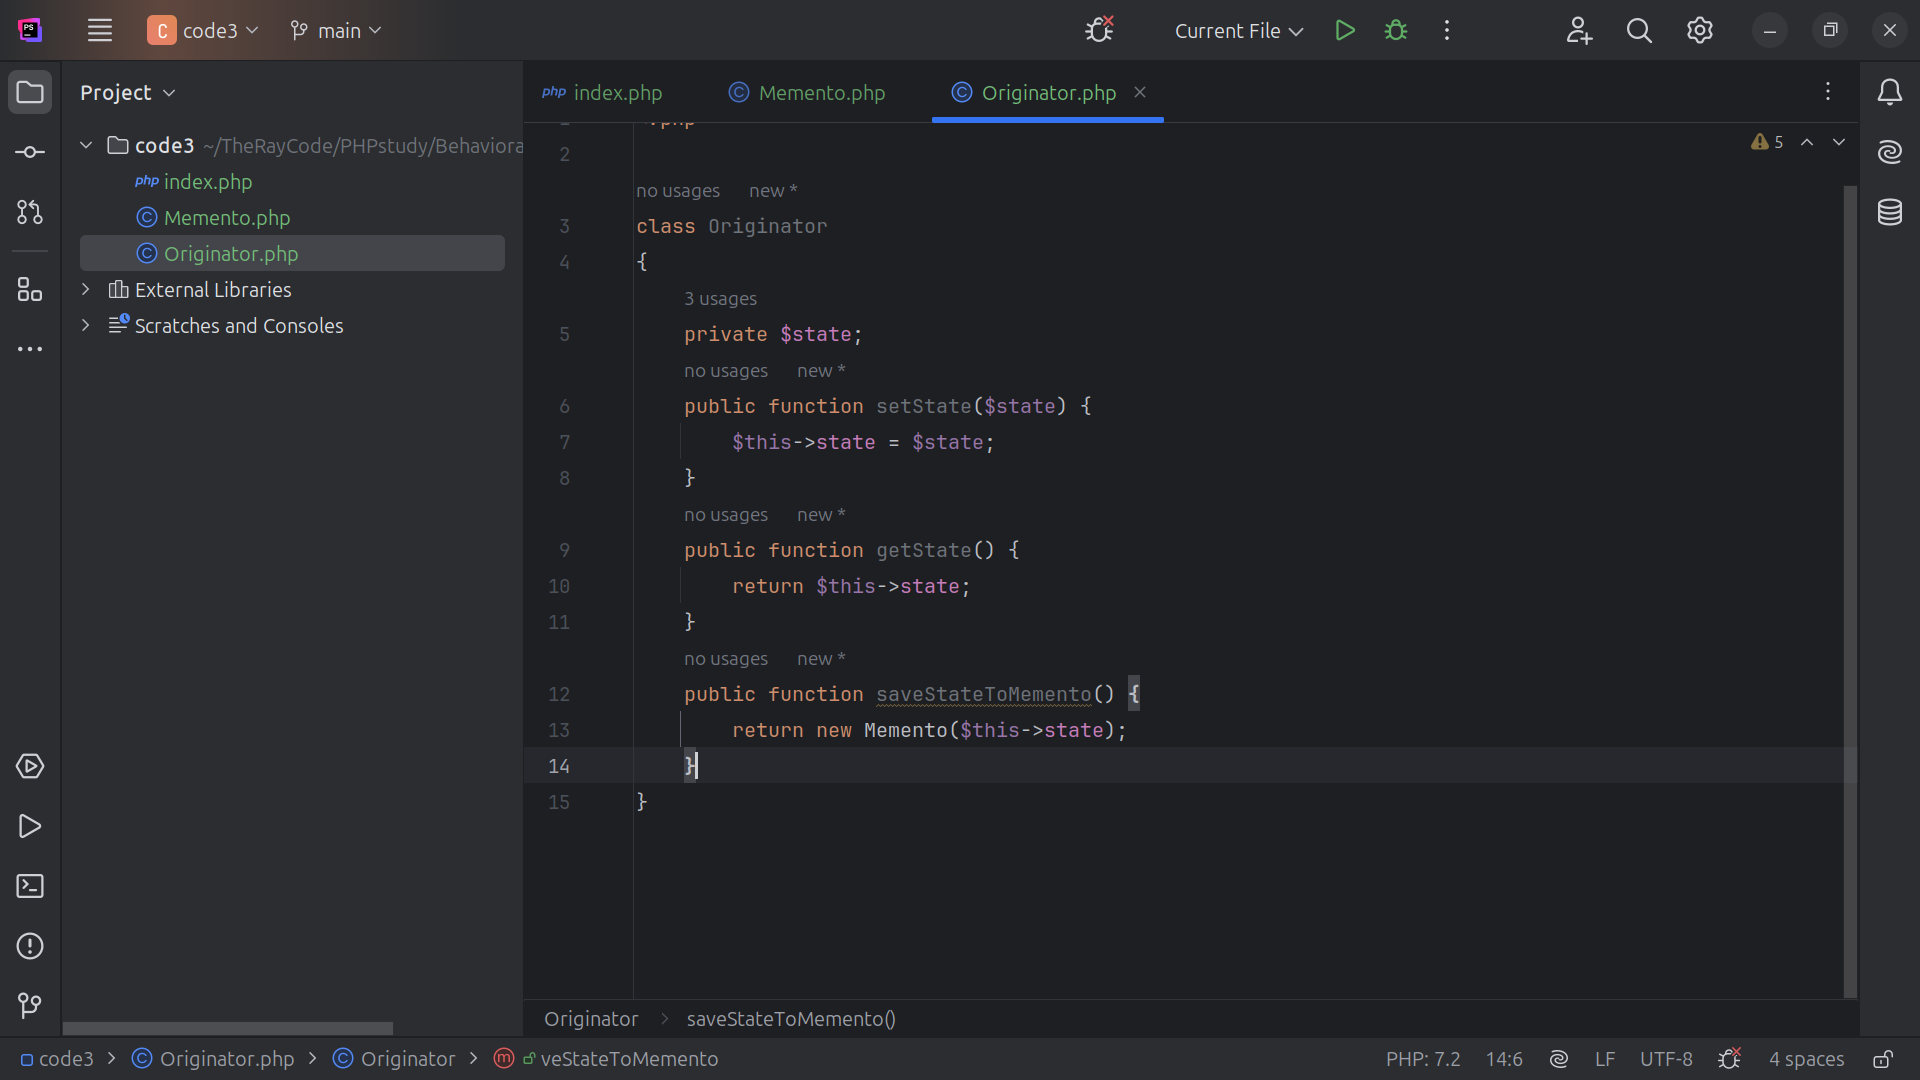 PS
C code3 main Current File
Project
code3 ~/TheRayCode/PHPstudy/Behaviora
php index.php
C Memento.php
C Originator.php
External Libraries
Scratches and Consoles
php index.php C Memento.php C Originator.php
5
2
no usages new *
3 class Originator
4 {
3 usages
5 private $state;
no usages new *
6 public function setState($state) {
7 $this->state = $state;
8 }
no usages new *
9 public function getState() {
10 return $this->state;
11 }
no usages new *
12 public function saveStateToMemento() {
13 return new Memento($this->state);
14 }
15 }
Originator > saveStateToMemento()
code3 > C Originator.php > C Originator > m veStateToMemento PHP: 7.2 14:6 LF UTF-8 4 spaces